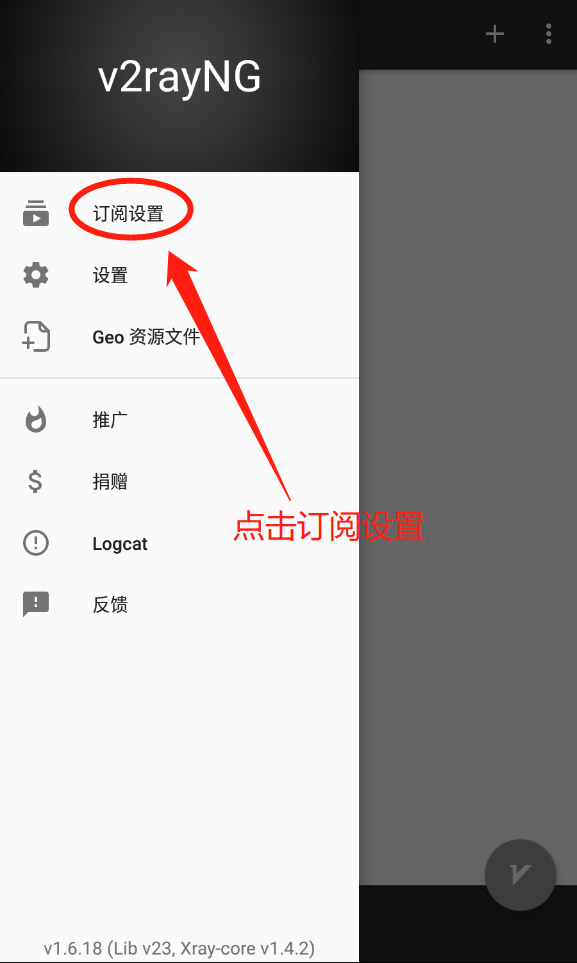 v2rayNG
订阅设置
设置
Geo 资源文件
推广
捐赠
点击订阅设置
Logcat
反馈
v1.6.18 (Lib v23, Xray-core v1.4.2)